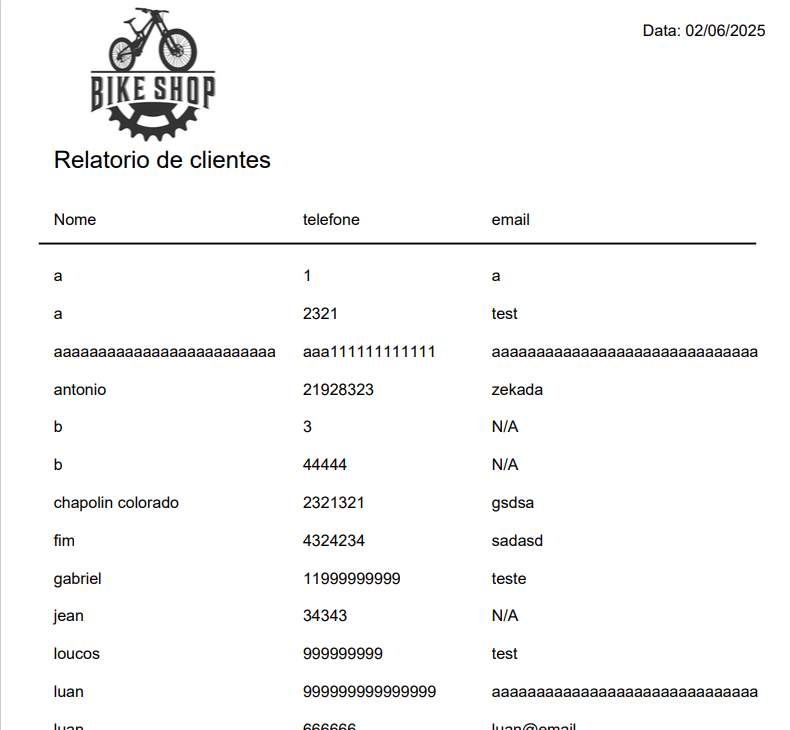 Data: 02/06/2025
BIKE SHOP
Relatorio de clientes
Nome telefone email
a 1 a
a 2321 test
aaaaaaaaaaaaaaaaaaaaaaaaa aaa111111111111 aaaaaaaaaaaaaaaaaaaaaaaaaaaaaa
antonio 21928323 zekada
b 3 N/A
b 44444 N/A
chapolin colorado 2321321 gsdsa
fim 4324234 sadasd
gabriel 11999999999 teste
jean 34343 N/A
loucos 999999999 test
luan 999999999999999 aaaaaaaaaaaaaaaaaaaaaaaaaaaaaa
luan 666666 luan@email